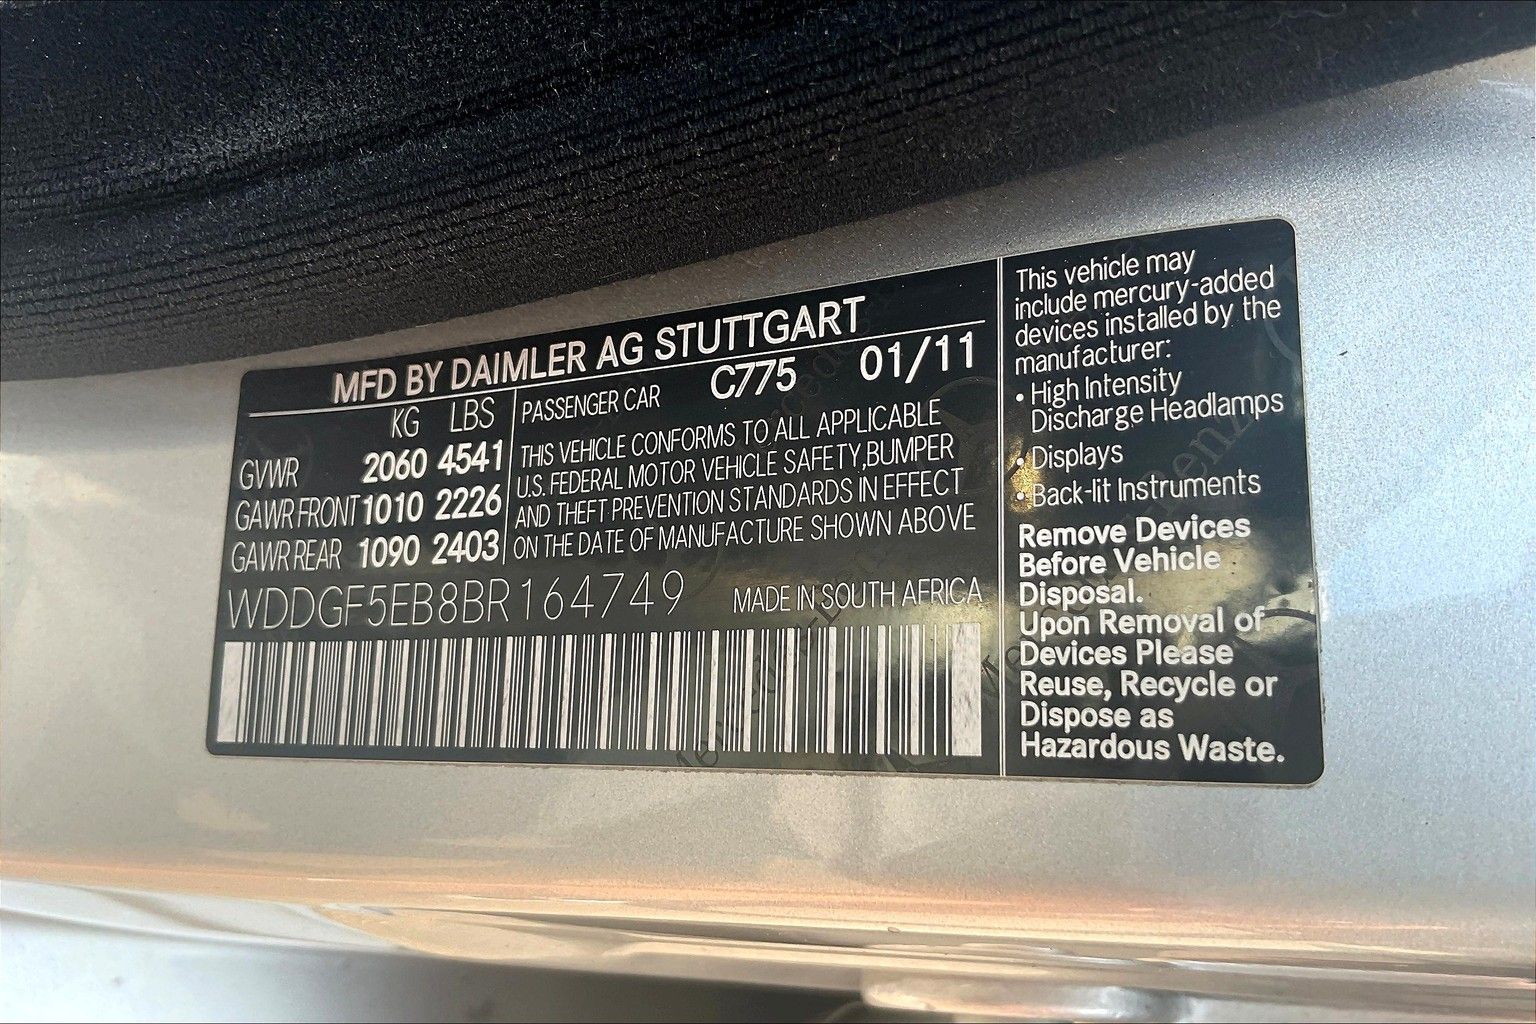 MFD BY DAIMLER AG STUTTGART
KG LBS
GVWR 2060 4541
GAWR FRONT 1010 2226
GAWR REAR 1090 2403
PASSENGER CAR C775 01/11
THIS VEHICLE CONFORMS TO ALL APPLICABLE
U.S. FEDERAL MOTOR VEHICLE SAFETY,BUMPER
AND THEFT PREVENTION STANDARDS IN EFFECT
ON THE DATE OF MANUFACTURE SHOWN ABOVE
WDDGF5EB8BR164749 MADE IN SOUTH AFRICA
This vehicle may
include mercury-added
devices installed by the
manufacturer:
• High Intensity
Discharge Headlamps
• Displays
• Back-lit Instruments
Remove Devices
Before Vehicle
Disposal.
Upon Removal of
Devices Please
Reuse, Recycle or
Dispose as
Hazardous Waste.